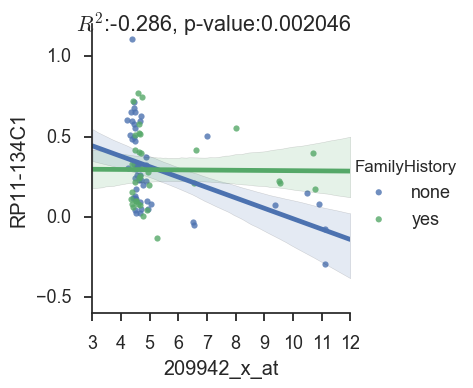 R²:-0.286, p-value:0.002046
1.0
0.5
0.0
−0.5
RP11-134C1
FamilyHistory
none
yes
3 4 5 6 7 8 9 10 11 12
209942_x_at